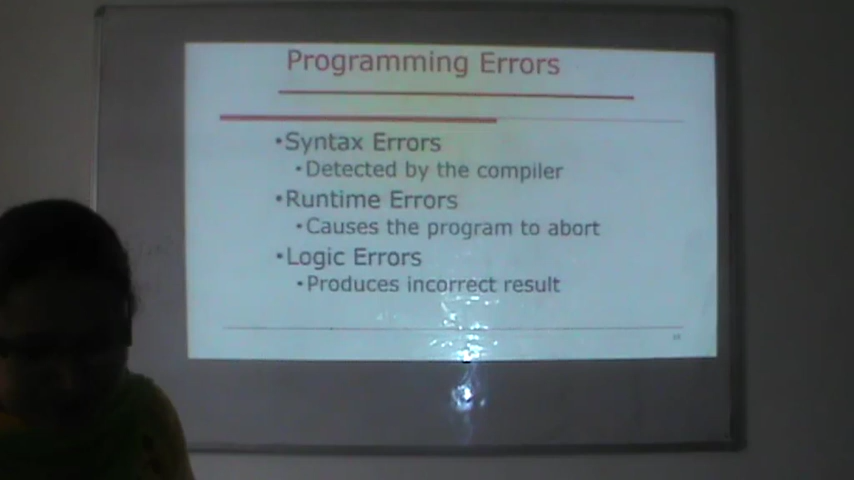 Programming Errors
•Syntax Errors
•Detected by the compiler
•Runtime Errors
•Causes the program to abort
•Logic Errors
•Produces incorrect result